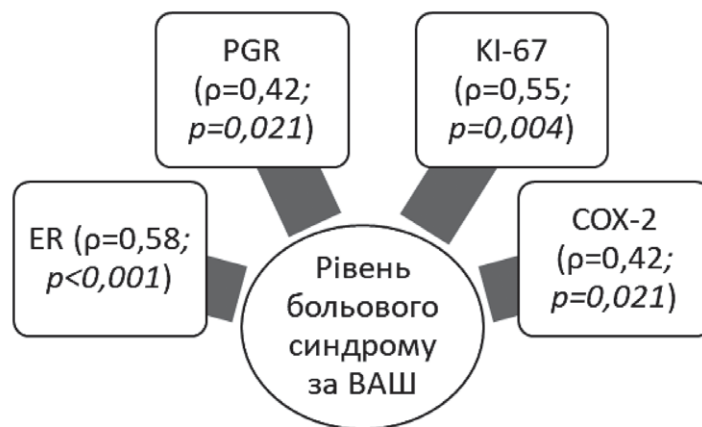 PGR
(ρ=0,42;
p=0,021)
KI-67
(ρ=0,55;
p=0,004)
ER (ρ=0,58;
p<0,001)
COX-2
(ρ=0,42;
p=0,021)
Рівень
больового
синдрому
за ВАШ